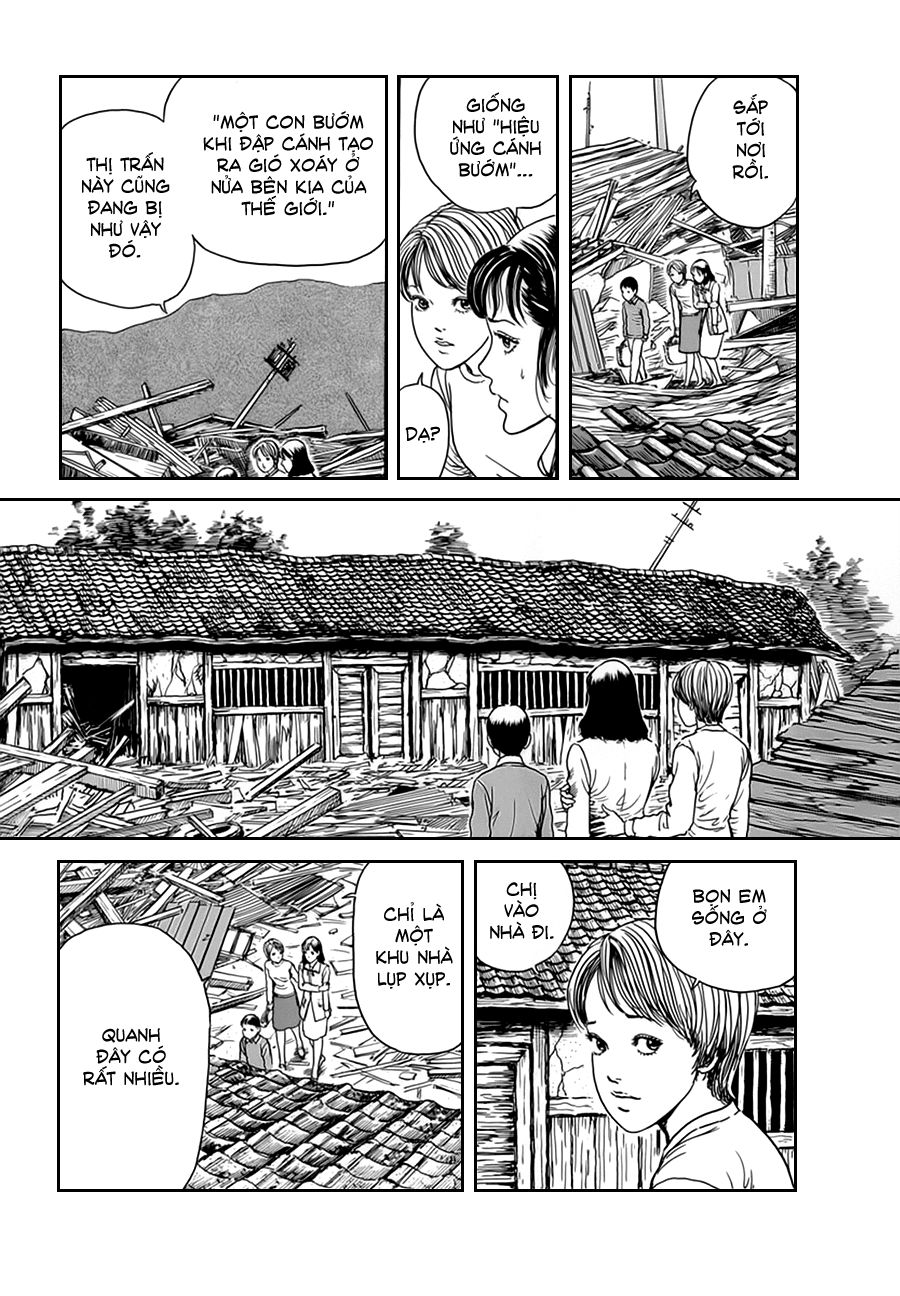 SẮP
TỚI
NƠI
RỒI.
GIỐNG
NHƯ "HIỆU
ỨNG CÁNH
BƯỚM"...
DẠ?
"MỘT CON BƯỚM
KHI ĐẬP CÁNH TẠO
RA GIÓ XOÁY Ở
NỬA BÊN KIA CỦA
THẾ GIỚI."
THỊ TRẤN
NÀY CŨNG
ĐANG BỊ
NHƯ VẬY
ĐÓ.
BỌN EM
SỐNG Ở
ĐÂY.
CHỊ
VÀO
NHÀ ĐI.
CHỈ LÀ
MỘT
KHU NHÀ
LỤP XỤP.
QUANH
ĐÂY CÓ
RẤT NHIỀU.